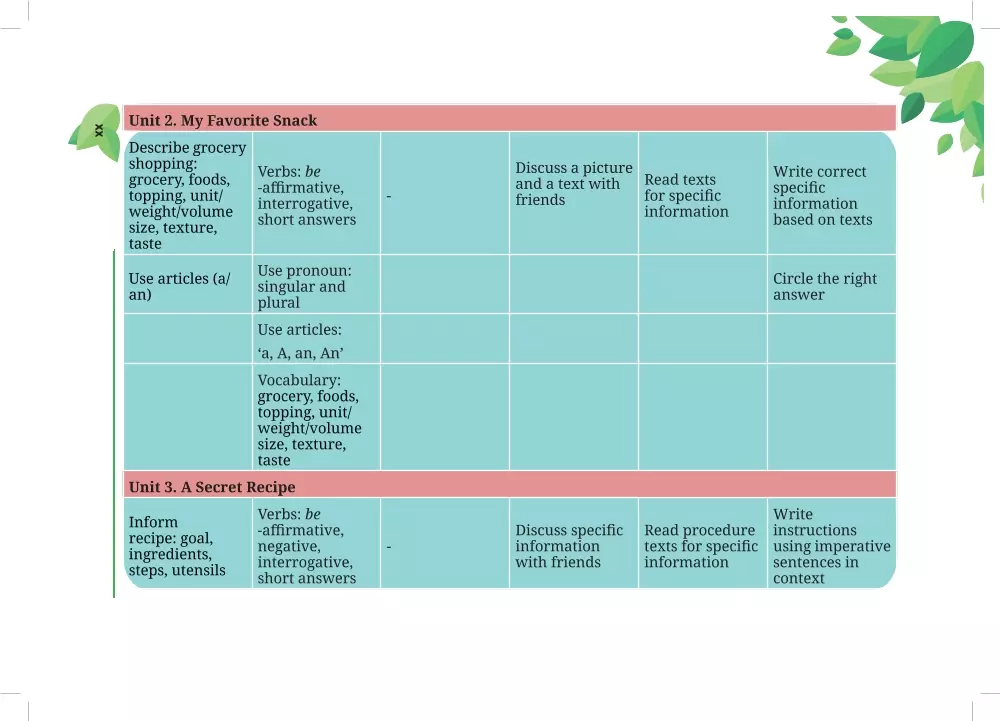 xx
Unit 2. My Favorite Snack
Describe grocery
shopping:
grocery, foods,
topping, unit/
weight/volume
size, texture,
taste
Verbs: be
-affirmative,
interrogative,
short answers
-
Discuss a picture
and a text with
friends
Read texts
for specific
information
Write correct
specific
information
based on texts
Use articles (a/
an)
Use pronoun:
singular and
plural
Circle the right
answer
Use articles:
‘a, A, an, An’
Vocabulary:
grocery, foods,
topping, unit/
weight/volume
size, texture,
taste
Unit 3. A Secret Recipe
Inform
recipe: goal,
ingredients,
steps, utensils
Verbs: be
-affirmative,
negative,
interrogative,
short answers
-
Discuss specific
information
with friends
Read procedure
texts for specific
information
Write
instructions
using imperative
sentences in
context